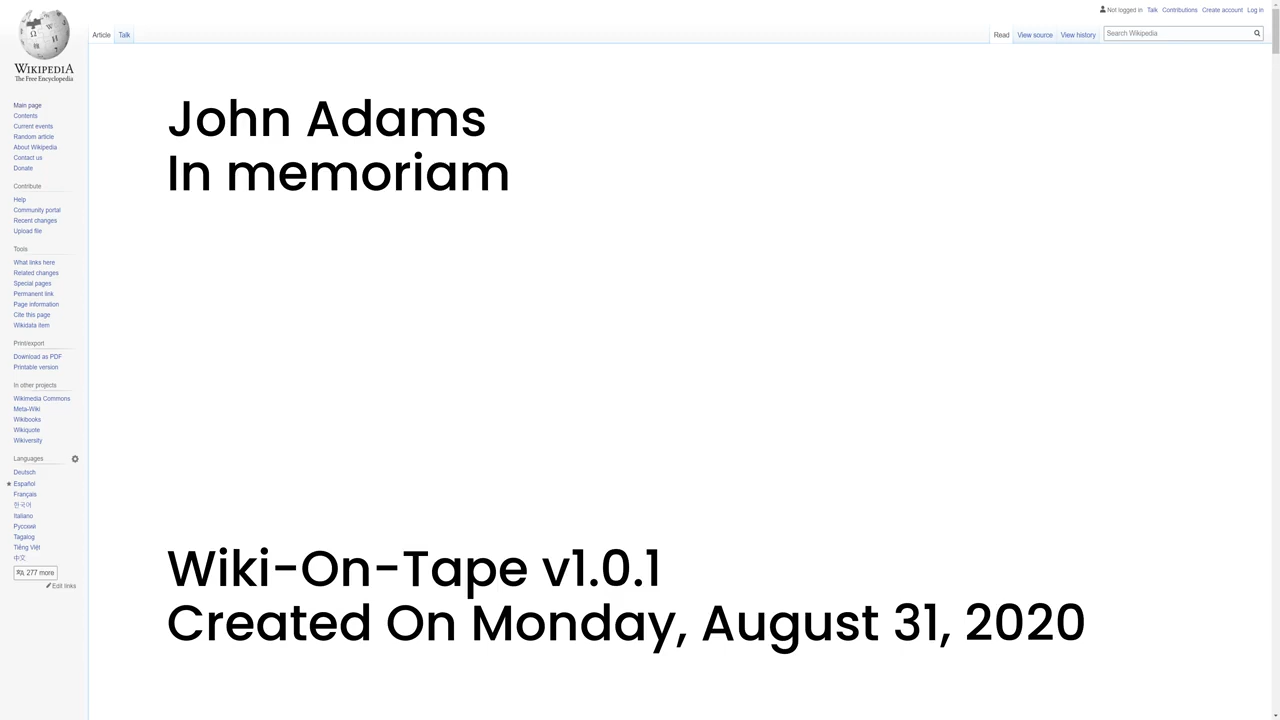 Not logged in Talk Contributions Create account Log in
Article Talk Read View source View history Search Wikipedia
WIKIPEDIA
The Free Encyclopedia
Main page
Contents
Current events
Random article
About Wikipedia
Contact us
Donate
Contribute
Help
Community portal
Recent changes
Upload file
Tools
What links here
Related changes
Special pages
Permanent link
Page information
Cite this page
Wikidata item
Print/export
Download as PDF
Printable version
In other projects
Wikimedia Commons
Meta-Wiki
Wikibooks
Wikiquote
Wikiversity
Languages
Deutsch
Español
Français
한국어
Italiano
Русский
Tagalog
Tiếng Việt
中文
277 more
Edit links
John Adams
In memoriam
Wiki-On-Tape v1.0.1
Created On Monday, August 31, 2020